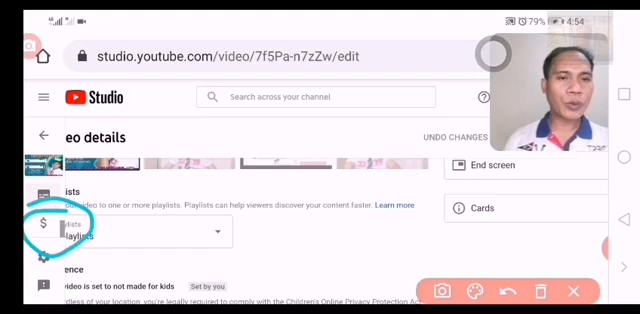 79% 4:54
studio.youtube.com/video/7f5Pa-n7zZw/edit
Studio
Search across your channel
eo details
UNDO CHANGES
End screen
ists
video to one or more playlists. Playlists can help viewers discover your content faster. Learn more
Cards
$
ylists
laylists
ence
video is set to not made for kids Set by you
rdless of your location, you're legally required to comply with the Children's Online Privacy Protection Act